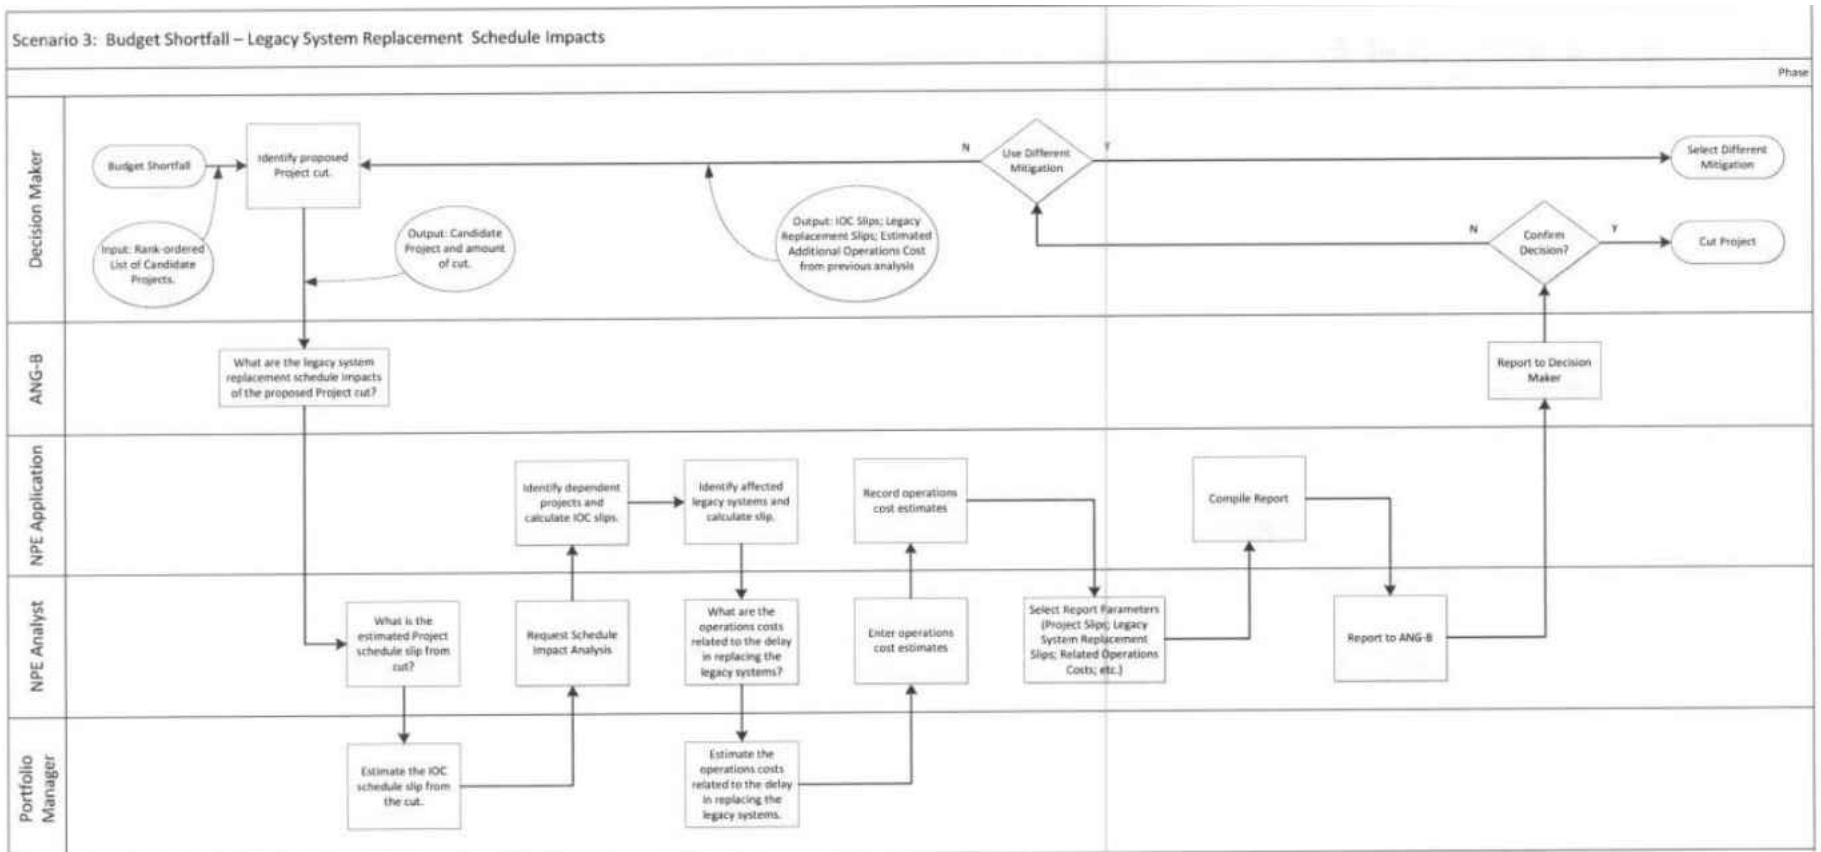 Scenario 3: Budget Shortfall – Legacy System Replacement Schedule Impacts
Phase
Decision Maker
Budget Shortfall
Identify proposed
Project cut.
Input: Rank-ordered
List of Candidate
Projects.
Output: Candidate
Project and amount
of cut.
Output: IOC Slips; Legacy
Replacement Slips; Estimated
Additional Operations Cost
from previous analysis
N
Use Different
Mitigation
Y
Select Different
Mitigation
N
Confirm
Decision?
Y
Cut Project
ANG-B
What are the legacy system
replacement schedule impacts
of the proposed Project cut?
Report to Decision
Maker
NPE Application
Identify dependent
projects and
calculate IOC slips.
Identify affected
legacy systems and
calculate slip.
Record operations
cost estimates
Compile Report
NPE Analyst
What is the
estimated Project
schedule slip from
cut?
Request Schedule
Impact Analysis
What are the
operations costs
related to the delay
in replacing the
legacy systems?
Enter operations
cost estimates
Select Report Parameters
(Project Slips; Legacy
System Replacement
Slips; Related Operations
Costs; etc.)
Report to ANG-B
Portfolio
Manager
Estimate the IOC
schedule slip from
the cut.
Estimate the
operations costs
related to the delay
in replacing the
legacy systems.